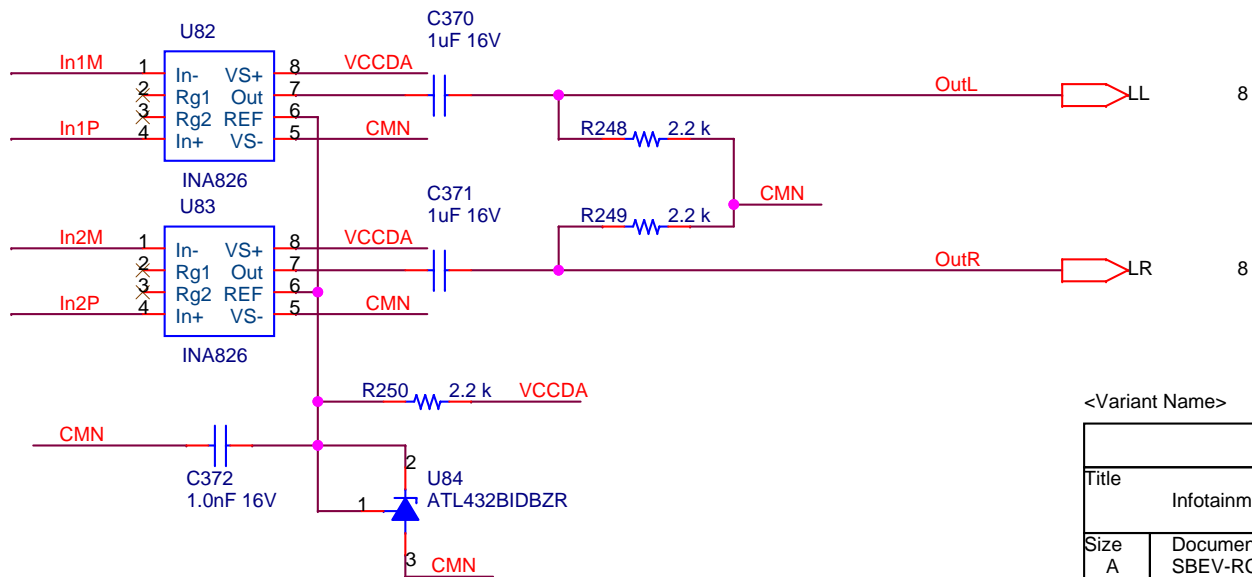 C370
1uF 16V
U82
In1M 1 In- VS+ 8 VCCDA
2 Rg1 Out 7 OutL LL 8
3 Rg2 REF 6
In1P 4 In+ VS- 5 CMN
R248 2.2 k
INA826
CMN
C371
1uF 16V
U83
R249 2.2 k
In2M 1 In- VS+ 8 VCCDA
2 Rg1 Out 7 OutR LR 8
3 Rg2 REF 6
In2P 4 In+ VS- 5 CMN
INA826
R250 2.2 k VCCDA
<Variant Name>
CMN
C372
1.0nF 16V
2
U84
ATL432BIDBZR
1
3 CMN
Title
Infotainm
Size
A
Documen
SBEV-RC